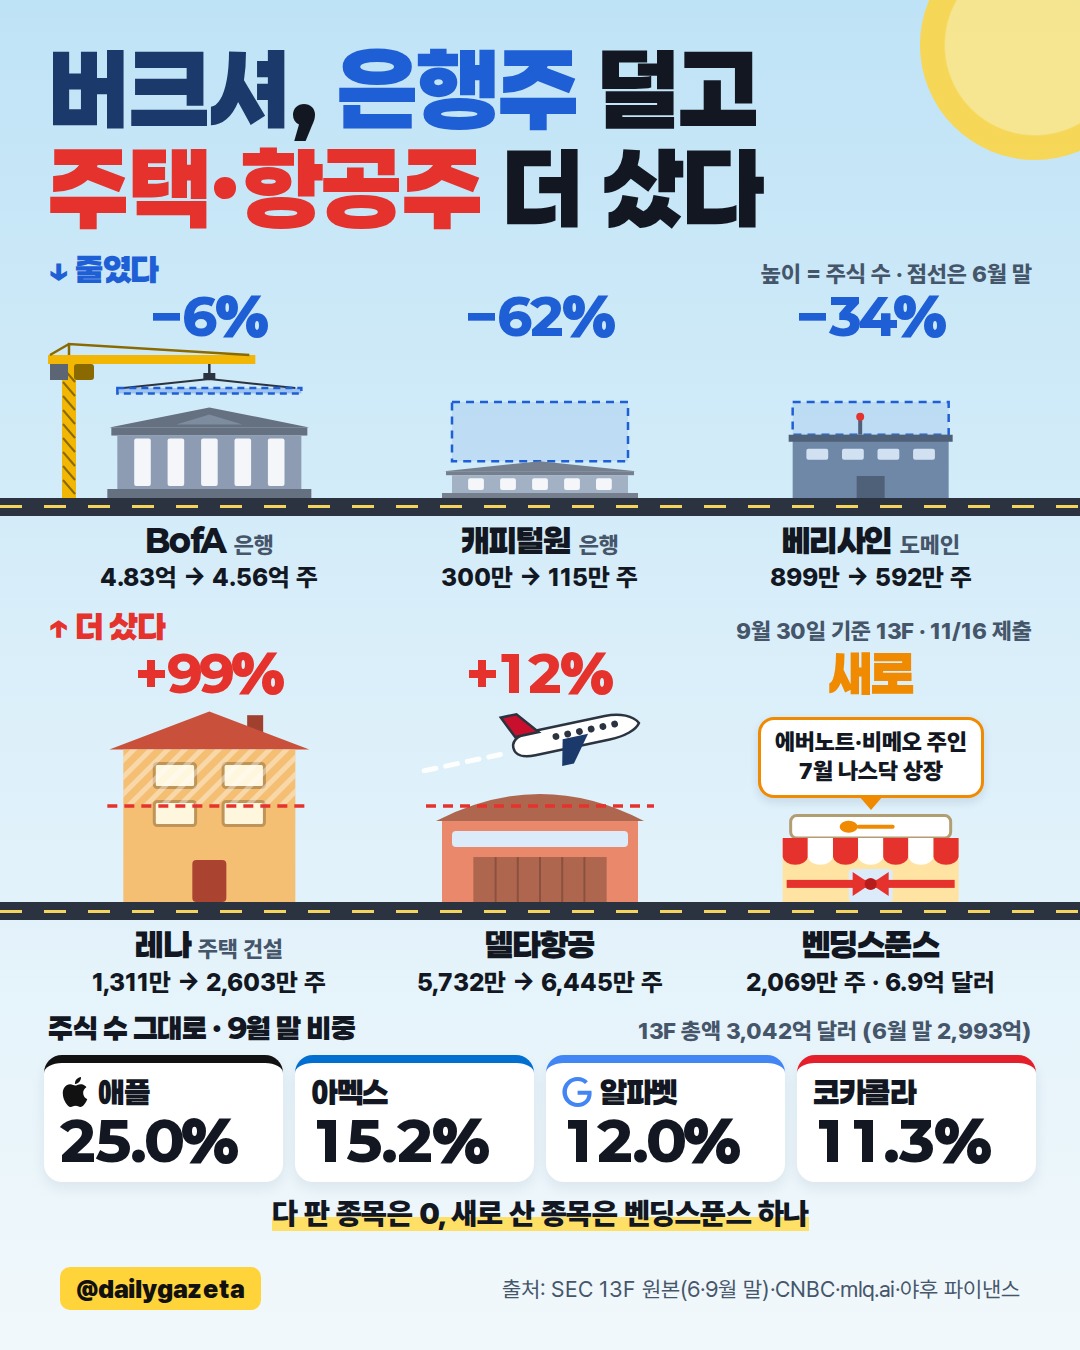 버크셔, 은행주 덜고
주택·항공주 더 샀다
↓ 줄였다
높이 = 주식 수 · 점선은 6월 말
−6%
−62%
−34%
BofA 은행
캐피털원 은행
베리사인 도메인
4.83억 → 4.56억 주
300만 → 115만 주
899만 → 592만 주
↑ 더 샀다
9월 30일 기준 13F · 11/16 제출
+99%
+12%
새로
에버노트·비메오 주인
7월 나스닥 상장
레나 주택 건설
델타항공
벤딩스푼스
1,311만 → 2,603만 주
5,732만 → 6,445만 주
2,069만 주 · 6.9억 달러
주식 수 그대로 · 9월 말 비중
13F 총액 3,042억 달러 (6월 말 2,993억)
애플
아멕스
알파벳
코카콜라
25.0%
15.2%
12.0%
11.3%
다 판 종목은 0, 새로 산 종목은 벤딩스푼스 하나
@dailygazeta
출처: SEC 13F 원본(6·9월 말)·CNBC·mlq.ai·야후 파이낸스